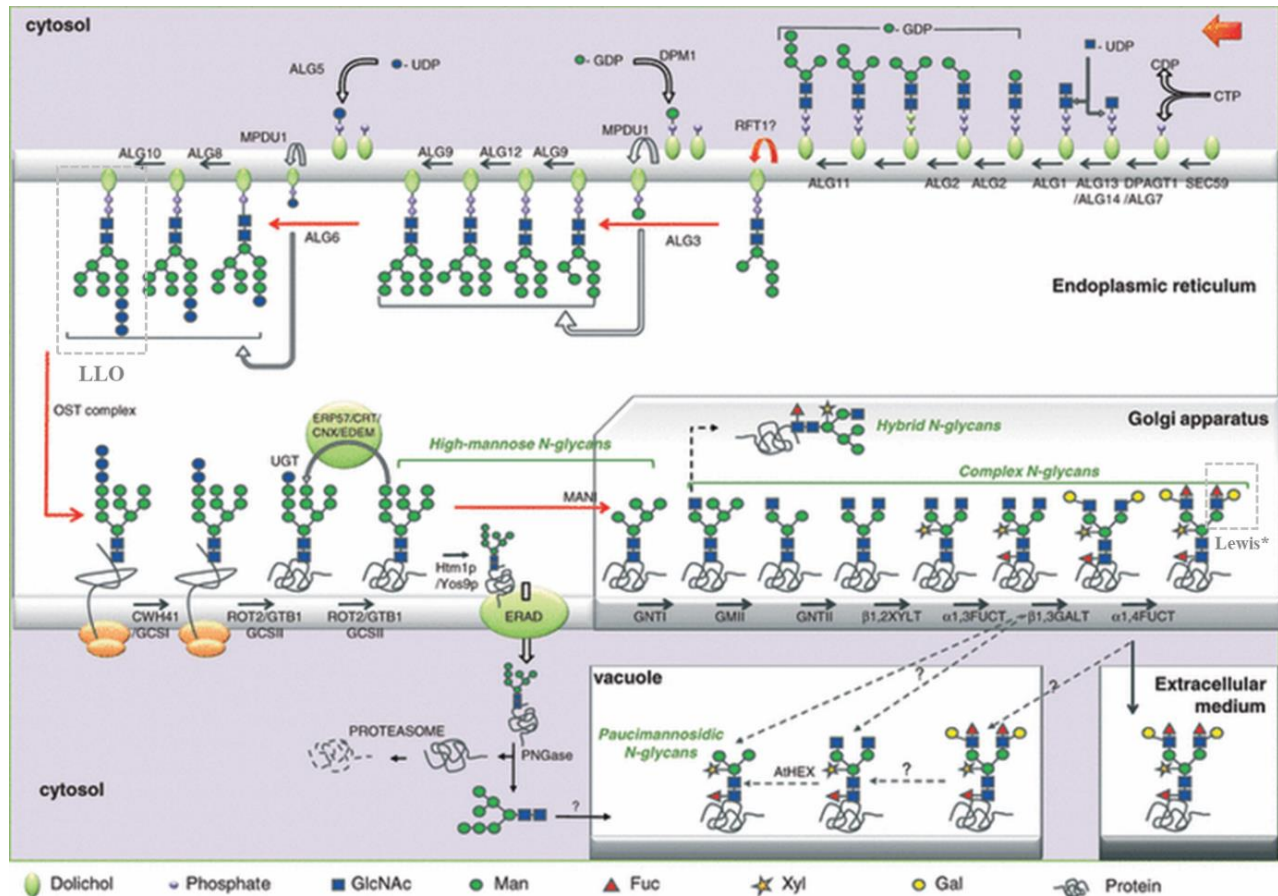 cytosol
ALG5
- UDP
- GDP
DPM1
- GDP
- UDP
CDP
CTP
MPDU1
MPDU1
RFT1?
ALG10
ALG8
ALG9
ALG12
ALG9
ALG11
ALG2
ALG2
ALG1
ALG13
/ALG14
DPAGT1
/ALG7
SEC59
ALG6
ALG3
Endoplasmic reticulum
LLO
OST complex
ERP57/CRT/
CNX/EDEM
UGT
High-mannose N-glycans
MANI
Golgi apparatus
Hybrid N-glycans
Complex N-glycans
Lewis*
Htm1p
/Yos9p
ERAD
CWH41
/GCSI
ROT2/GTB1
GCSII
ROT2/GTB1
GCSII
GNTI
GMII
GNTII
β1,2XYLT
α1,3FUCT
β1,3GALT
α1,4FUCT
vacuole
Paucimannosidic
N-glycans
?
?
?
AtHEX
?
Extracellular
medium
PROTEASOME
PNGase
?
cytosol
Dolichol
Phosphate
GlcNAc
Man
Fuc
Xyl
Gal
Protein